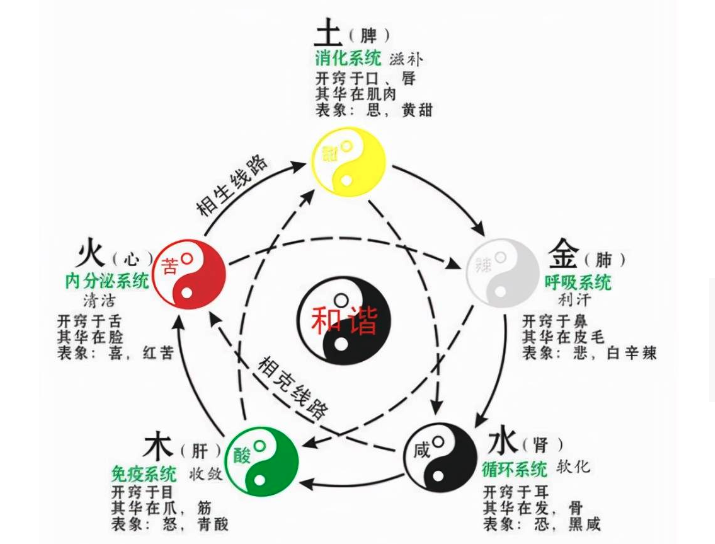 土（脾）
消化系统 滋补
开窍于口、唇
其华在肌肉
表象：思，黄甜
甜
相生线路
火（心）
内分泌系统
清洁
开窍于舌
其华在脸
表象：喜，红苦
苦
辣
金（肺）
呼吸系统
利汗
开窍于鼻
其华在皮毛
表象：悲，白辛辣
和谐
相克线路
木（肝）
免疫系统 收敛
开窍于目
其华在爪，筋
表象：怒，青酸
酸
咸
水（肾）
循环系统 软化
开窍于耳
其华在发，骨
表象：恐，黑咸